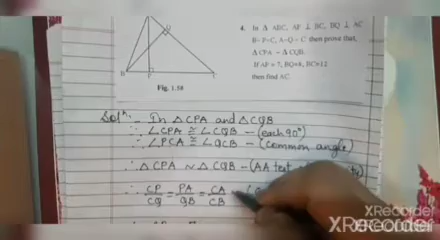 4. In Δ ABC, AP ⊥ BC, BQ ⊥ AC
B-P-C, A-Q-C then prove that,
Δ CPA ~ Δ CQB.
If AP = 7, BQ=8, BC=12
then find AC.
Q
B
P
C
Fig. 1.58
Solⁿ:- In △CPA and △CQB
∴ ∠CPA ≅ ∠CQB - (each 90°)
∴ ∠PCA ≅ ∠QCB - (common angle)
∴ △CPA ~ △CQB - (AA test
∴ CP/CQ = PA/QB = CA/CB
XRecorder
XRecorder